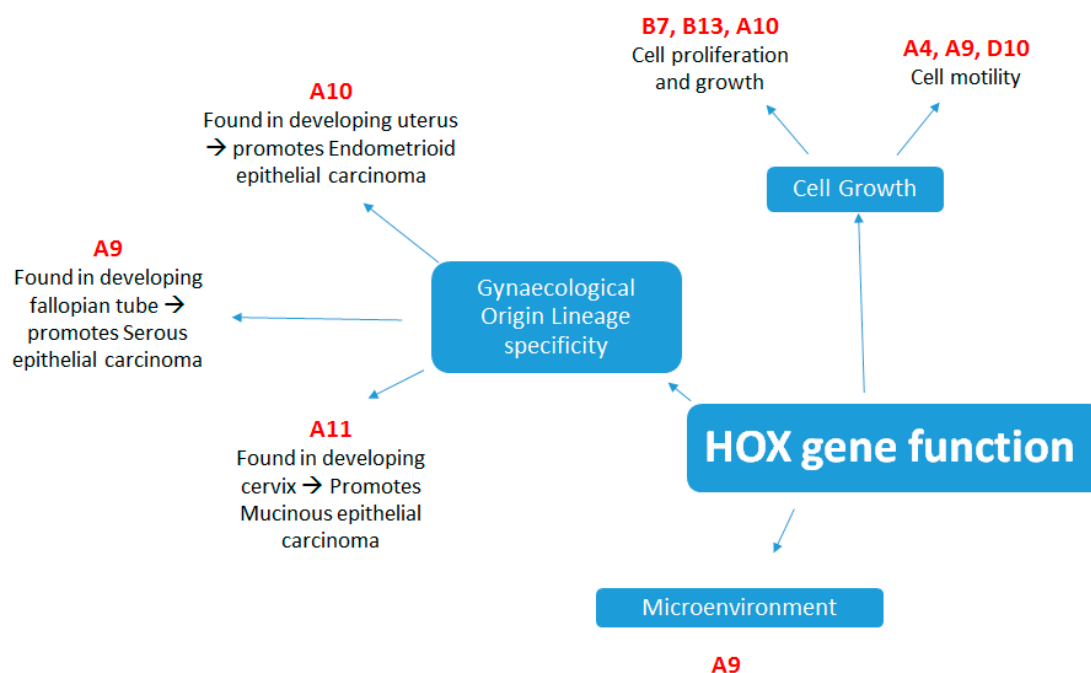 B7, B13, A10
Cell proliferation
and growth
A4, A9, D10
Cell motility
A10
Found in developing uterus
→ promotes Endometrioid
epithelial carcinoma
Cell Growth
A9
Found in developing
fallopian tube →
promotes Serous
epithelial carcinoma
Gynaecological
Origin Lineage
specificity
A11
Found in developing
cervix → Promotes
Mucinous epithelial
carcinoma
HOX gene function
Microenvironment
A9